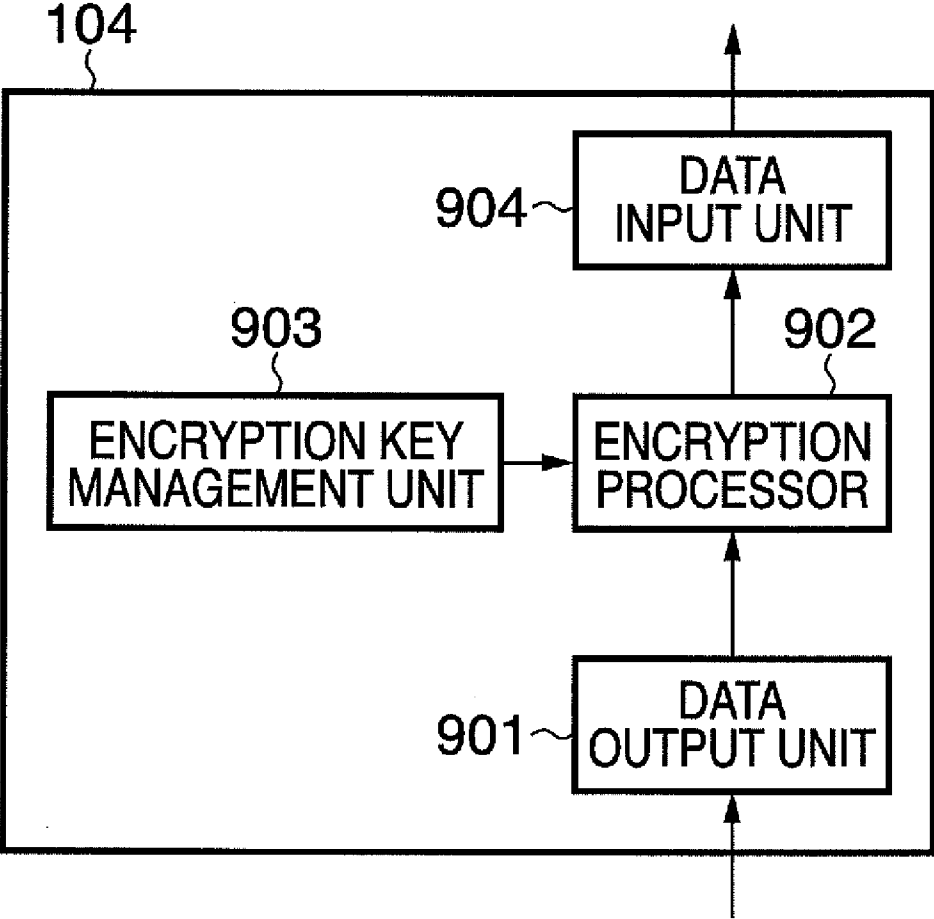 104
904
DATA
INPUT UNIT
903
902
ENCRYPTION KEY
MANAGEMENT UNIT
ENCRYPTION
PROCESSOR
901
DATA
OUTPUT UNIT